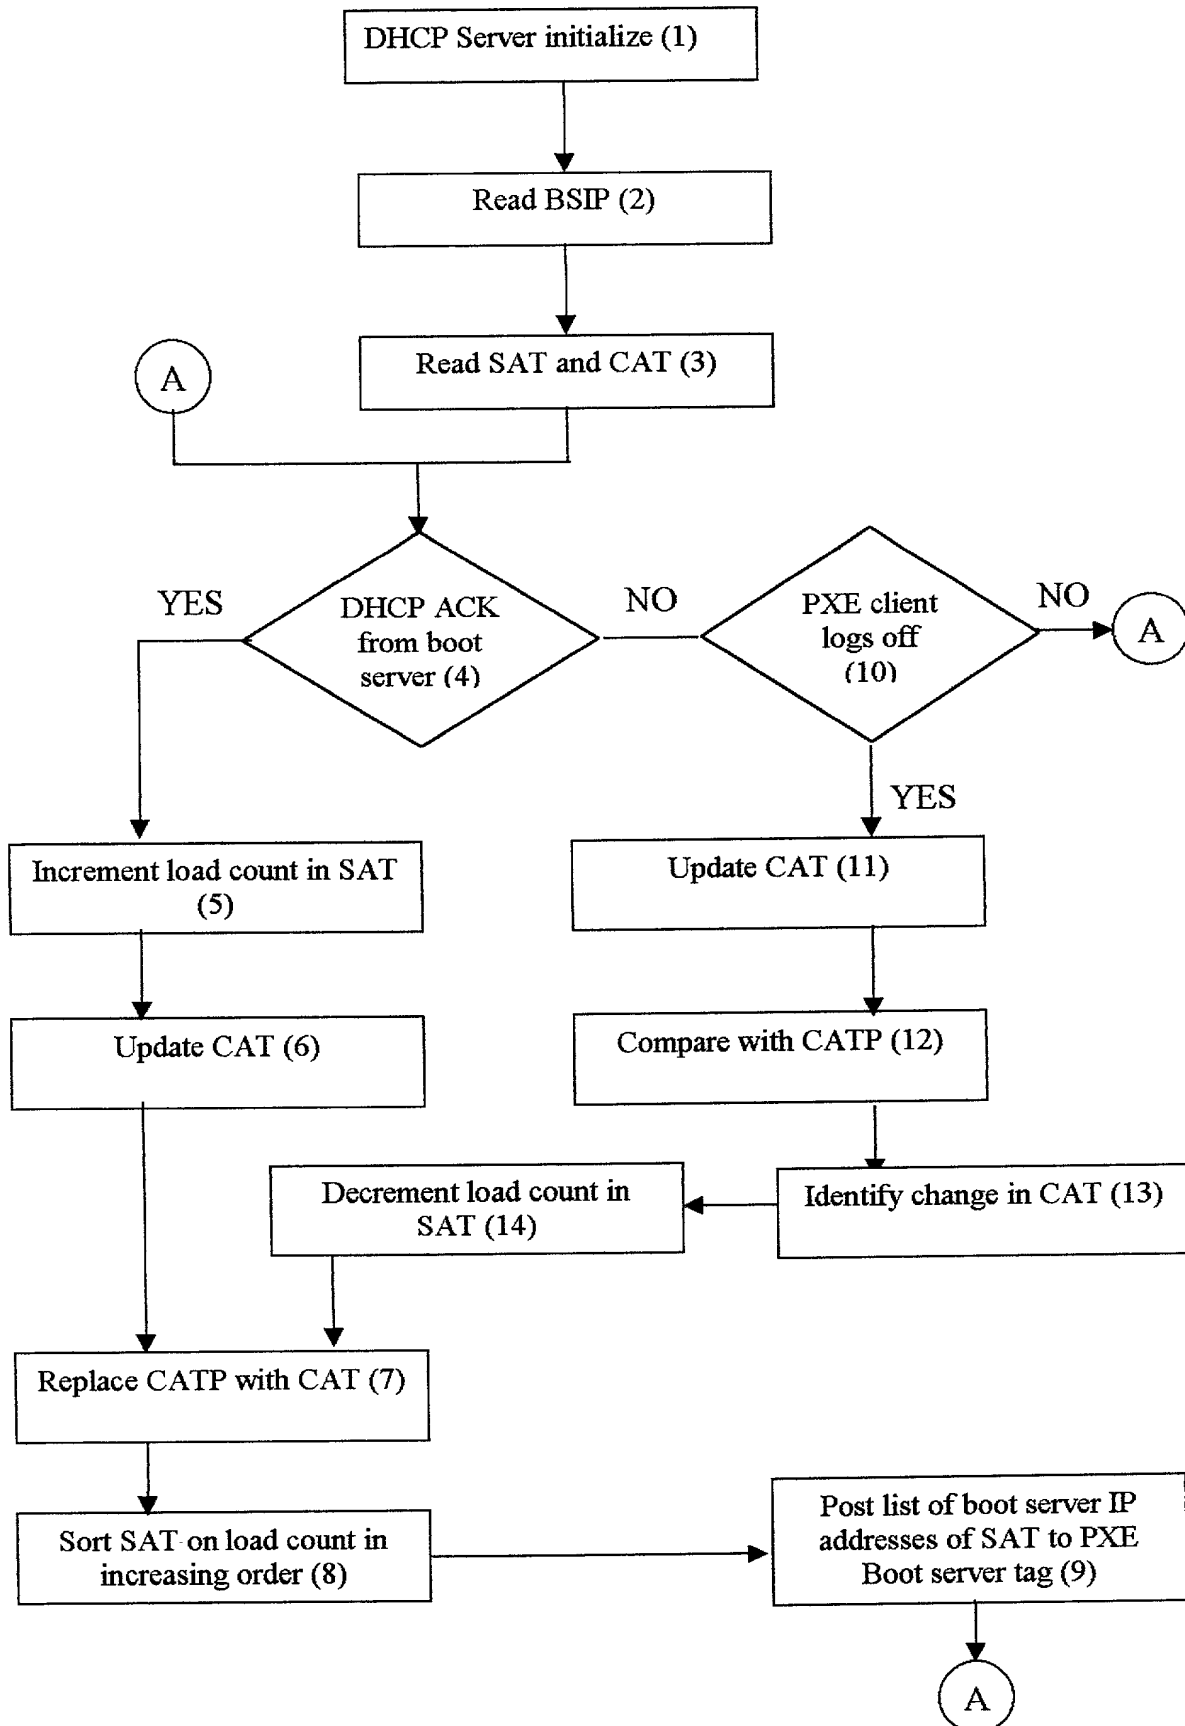 DHCP Server initialize (1)
Read BSIP (2)
Read SAT and CAT (3)
A
YES
DHCP ACK
from boot
server (4)
NO
PXE client
logs off
(10)
NO
A
YES
Increment load count in SAT
(5)
Update CAT (11)
Update CAT (6)
Compare with CATP (12)
Decrement load count in
SAT (14)
Identify change in CAT (13)
Replace CATP with CAT (7)
Sort SAT on load count in
increasing order (8)
Post list of boot server IP
addresses of SAT to PXE
Boot server tag (9)
A